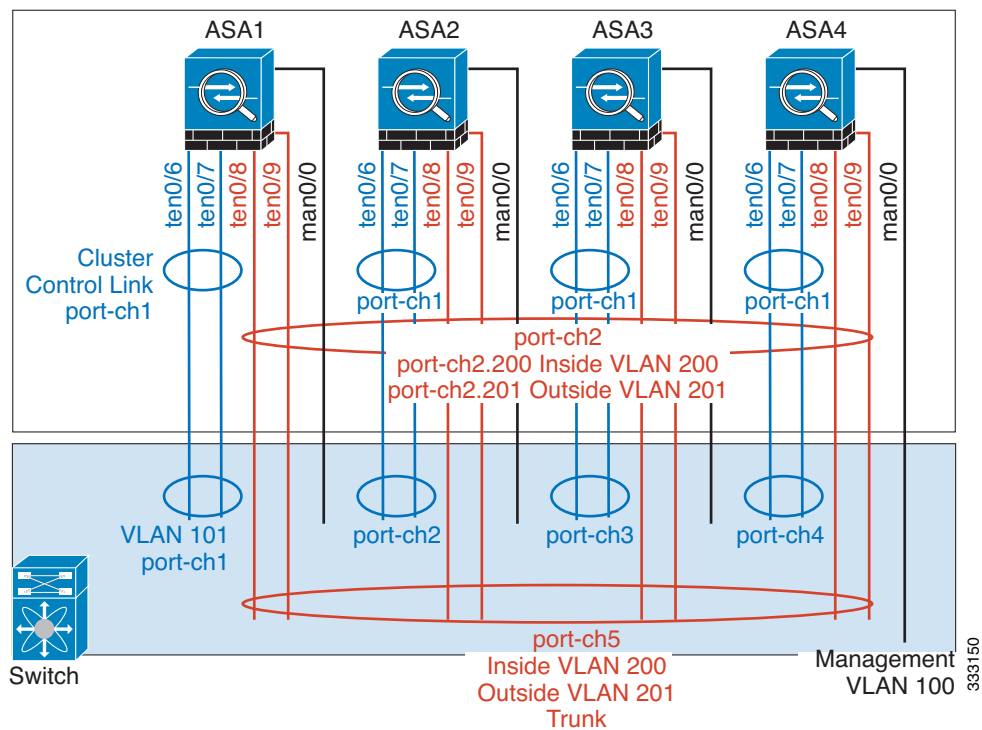 ASA1
ASA2
ASA3
ASA4
ten0/6
ten0/7
ten0/8
ten0/9
man0/0
ten0/6
ten0/7
ten0/8
ten0/9
man0/0
ten0/6
ten0/7
ten0/8
ten0/9
man0/0
ten0/6
ten0/7
ten0/8
ten0/9
man0/0
Cluster
Control Link
port-ch1
port-ch1
port-ch1
port-ch1
port-ch2
port-ch2.200 Inside VLAN 200
port-ch2.201 Outside VLAN 201
VLAN 101
port-ch1
port-ch2
port-ch3
port-ch4
Switch
port-ch5
Inside VLAN 200
Outside VLAN 201
Trunk
Management
VLAN 100
333150